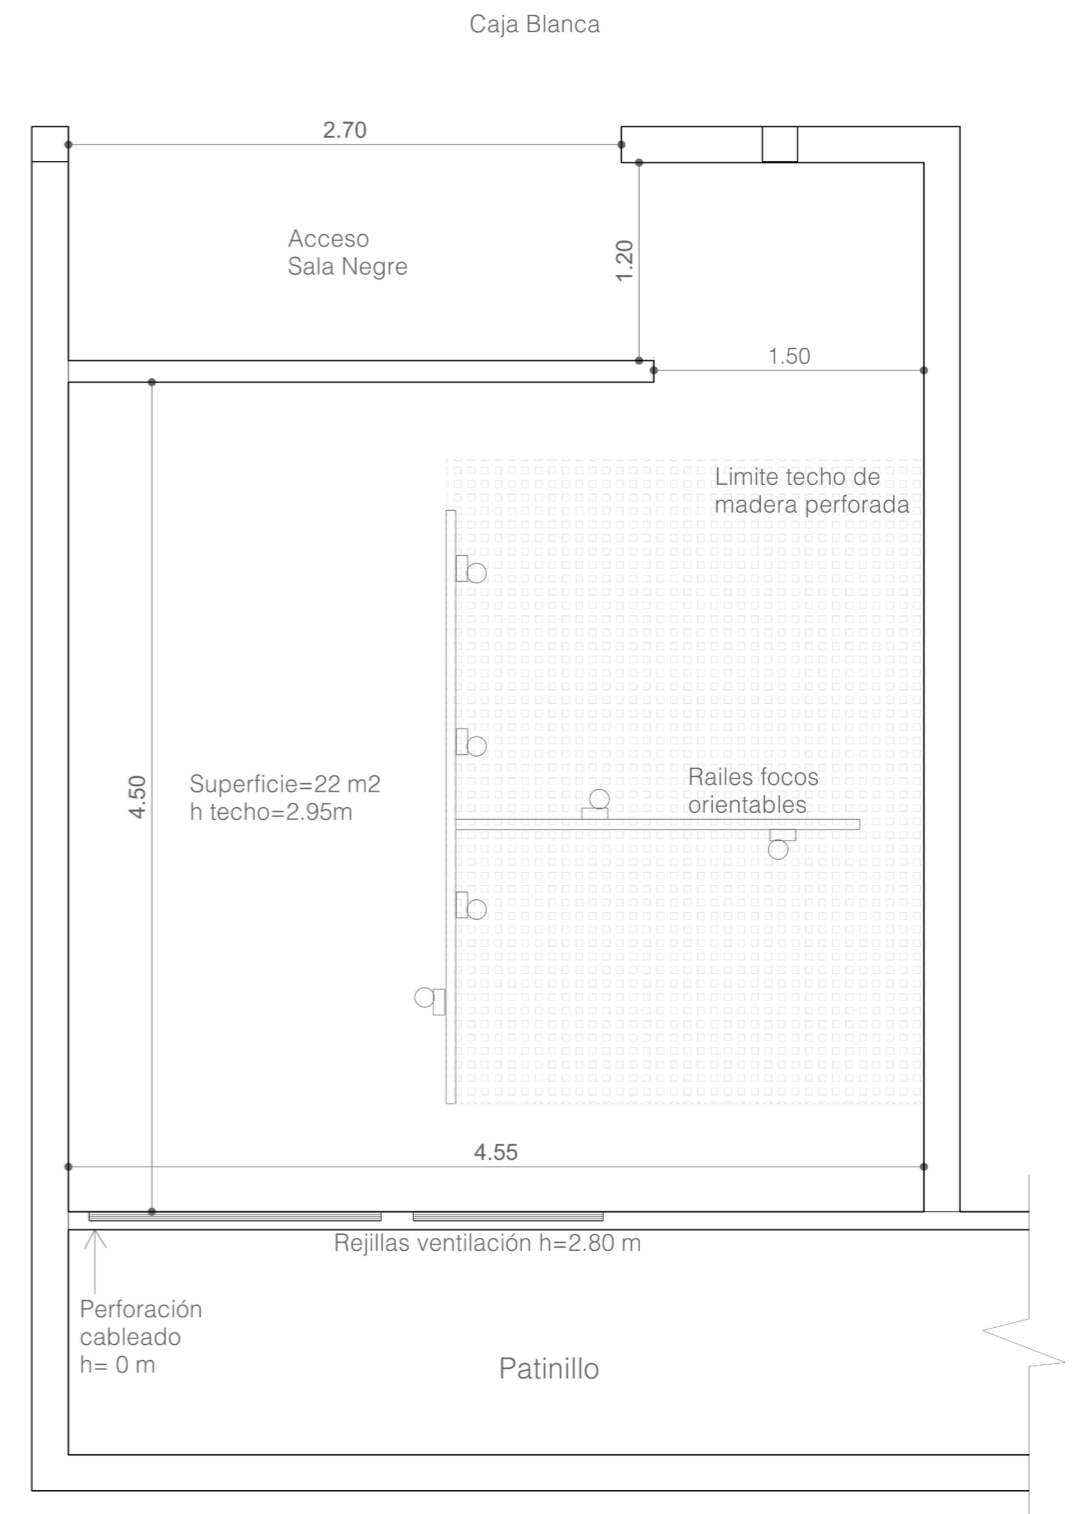 Caja Blanca
2.70
Acceso
Sala Negre
1.20
1.50
Limite techo de
madera perforada
4.50
Superficie=22 m2
h techo=2.95m
Railes focos
orientables
4.55
Rejillas ventilación h=2.80 m
Perforación
cableado
h= 0 m
Patinillo